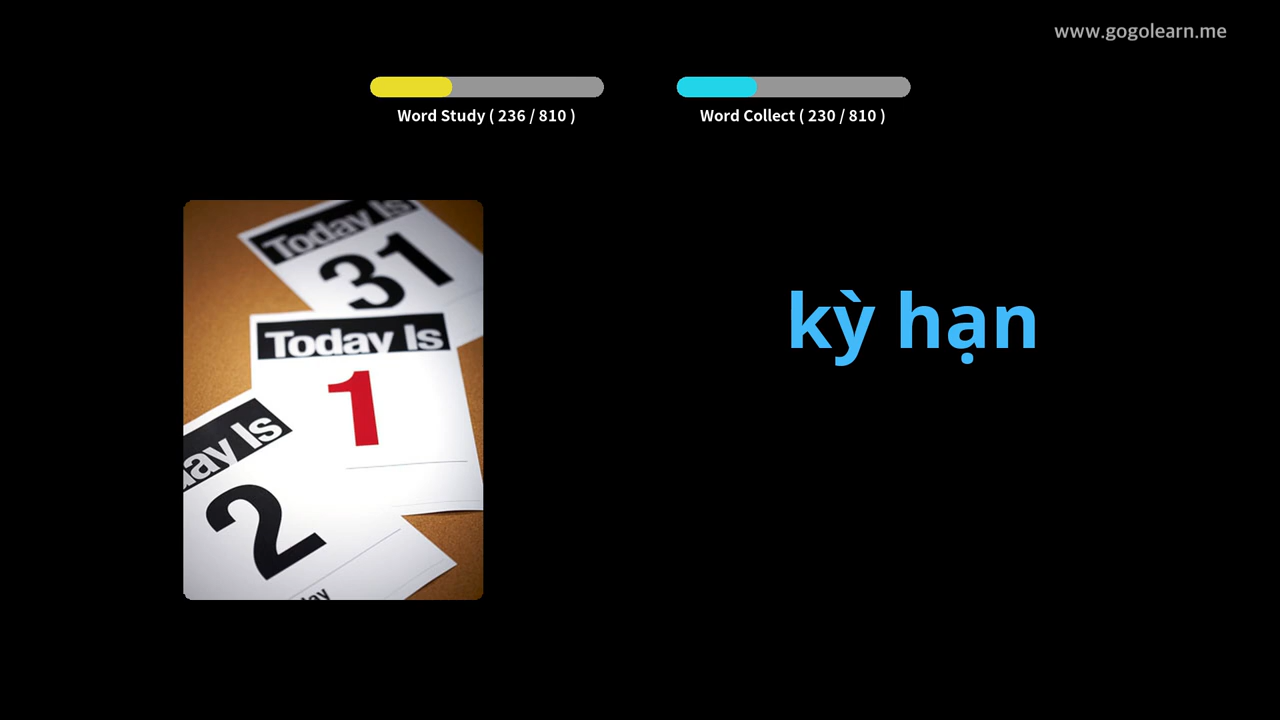 www.gogolearn.me
Word Study ( 236 / 810 )
Word Collect ( 230 / 810 )
Today Is
31
Today Is
1
ay Is
2
kỳ hạn